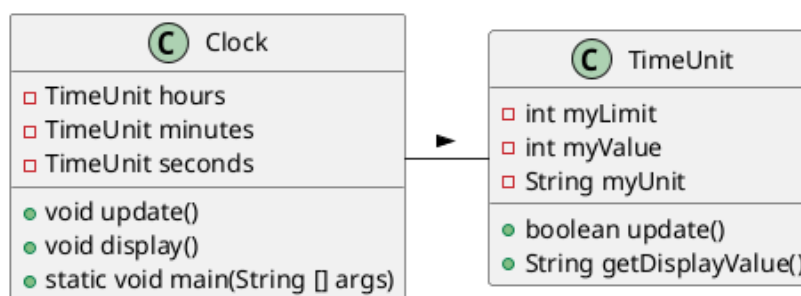 C Clock
TimeUnit hours
TimeUnit minutes
TimeUnit seconds
void update()
void display()
static void main(String [] args)
C TimeUnit
int myLimit
int myValue
String myUnit
boolean update()
String getDisplayValue()